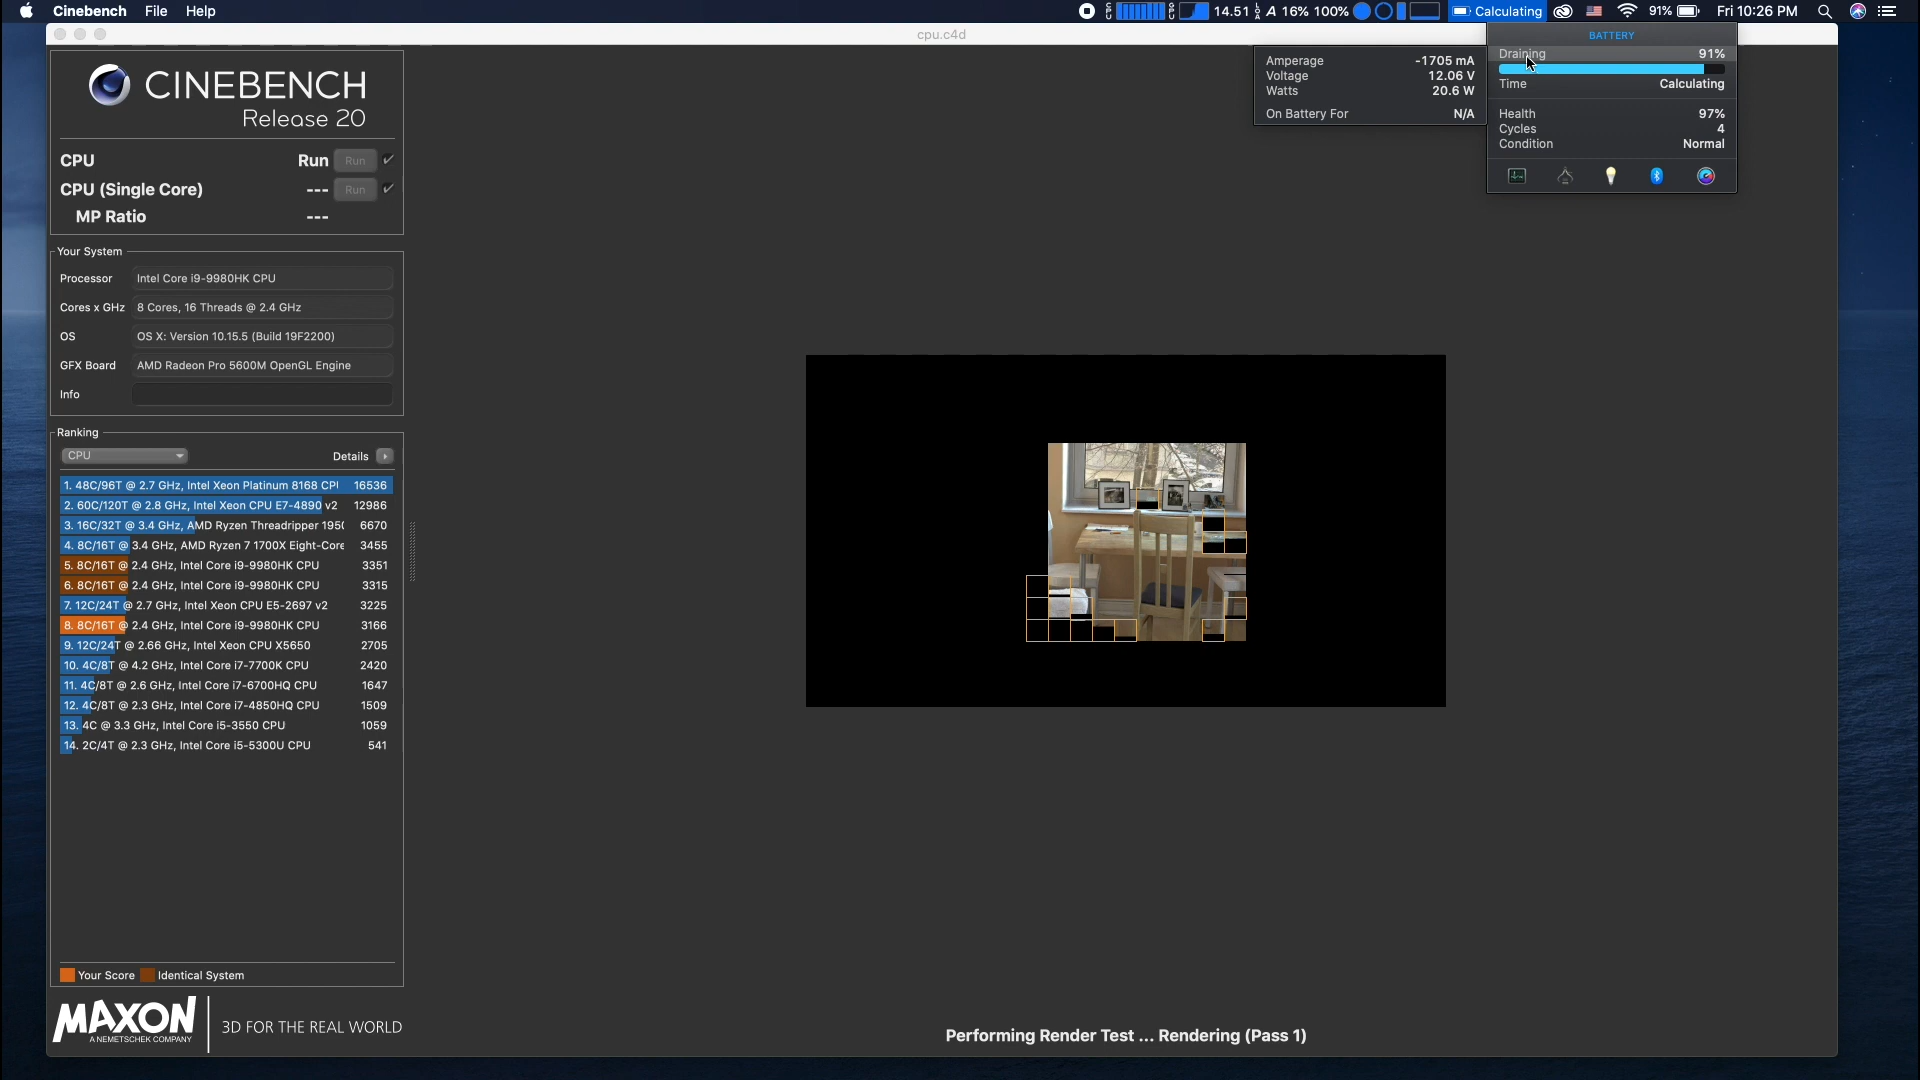 Cinebench File Help
14.51 A 16% 100% Calculating 91% Fri 10:26 PM
cpu.c4d
BATTERY
Draining 91%
Time Calculating
Health 97%
Cycles 4
Condition Normal
Amperage -1705 mA
Voltage 12.06 V
Watts 20.6 W
On Battery For N/A
CINEBENCH
Release 20
CPU Run Run
CPU (Single Core) --- Run
MP Ratio ---
Your System
Processor Intel Core i9-9980HK CPU
Cores x GHz 8 Cores, 16 Threads @ 2.4 GHz
OS OS X: Version 10.15.5 (Build 19F2200)
GFX Board AMD Radeon Pro 5600M OpenGL Engine
Info
Ranking
CPU Details
1. 48C/96T @ 2.7 GHz, Intel Xeon Platinum 8168 CPU 16536
2. 60C/120T @ 2.8 GHz, Intel Xeon CPU E7-4890 v2 12986
3. 16C/32T @ 3.4 GHz, AMD Ryzen Threadripper 1950 6670
4. 8C/16T @ 3.4 GHz, AMD Ryzen 7 1700X Eight-Core 3455
5. 8C/16T @ 2.4 GHz, Intel Core i9-9980HK CPU 3351
6. 8C/16T @ 2.4 GHz, Intel Core i9-9980HK CPU 3315
7. 12C/24T @ 2.7 GHz, Intel Xeon CPU E5-2697 v2 3225
8. 8C/16T @ 2.4 GHz, Intel Core i9-9980HK CPU 3166
9. 12C/24T @ 2.66 GHz, Intel Xeon CPU X5650 2705
10. 4C/8T @ 4.2 GHz, Intel Core i7-7700K CPU 2420
11. 4C/8T @ 2.6 GHz, Intel Core i7-6700HQ CPU 1647
12. 4C/8T @ 2.3 GHz, Intel Core i7-4850HQ CPU 1509
13. 4C @ 3.3 GHz, Intel Core i5-3550 CPU 1059
14. 2C/4T @ 2.3 GHz, Intel Core i5-5300U CPU 541
Your Score Identical System
MAXON
A NEMETSCHEK COMPANY
3D FOR THE REAL WORLD
Performing Render Test ... Rendering (Pass 1)